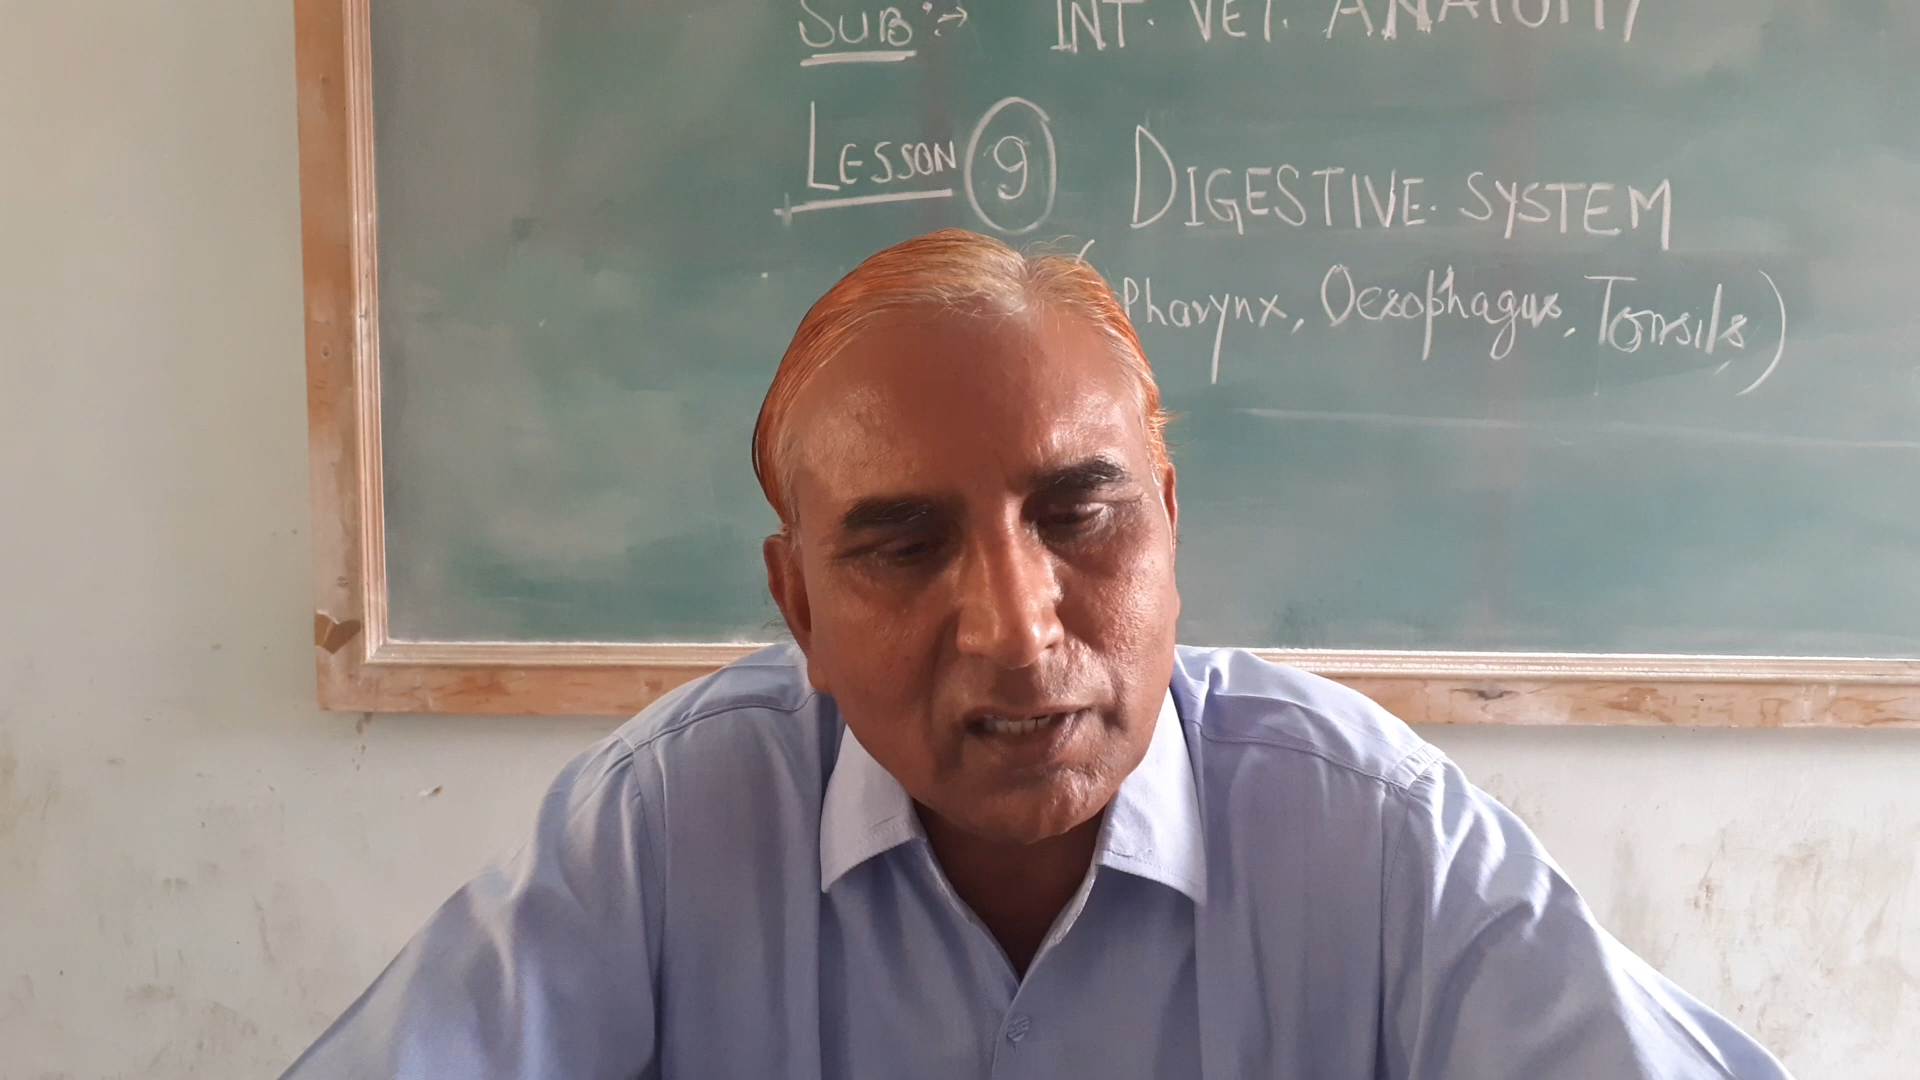 SUB :→ INT. VET. ANATOMY
LESSON 9 DIGESTIVE SYSTEM
(Pharynx, Oesophagus, Tonsils)